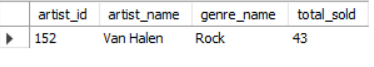 artist_id artist_name genre_name total_sold
152 Van Halen Rock 43